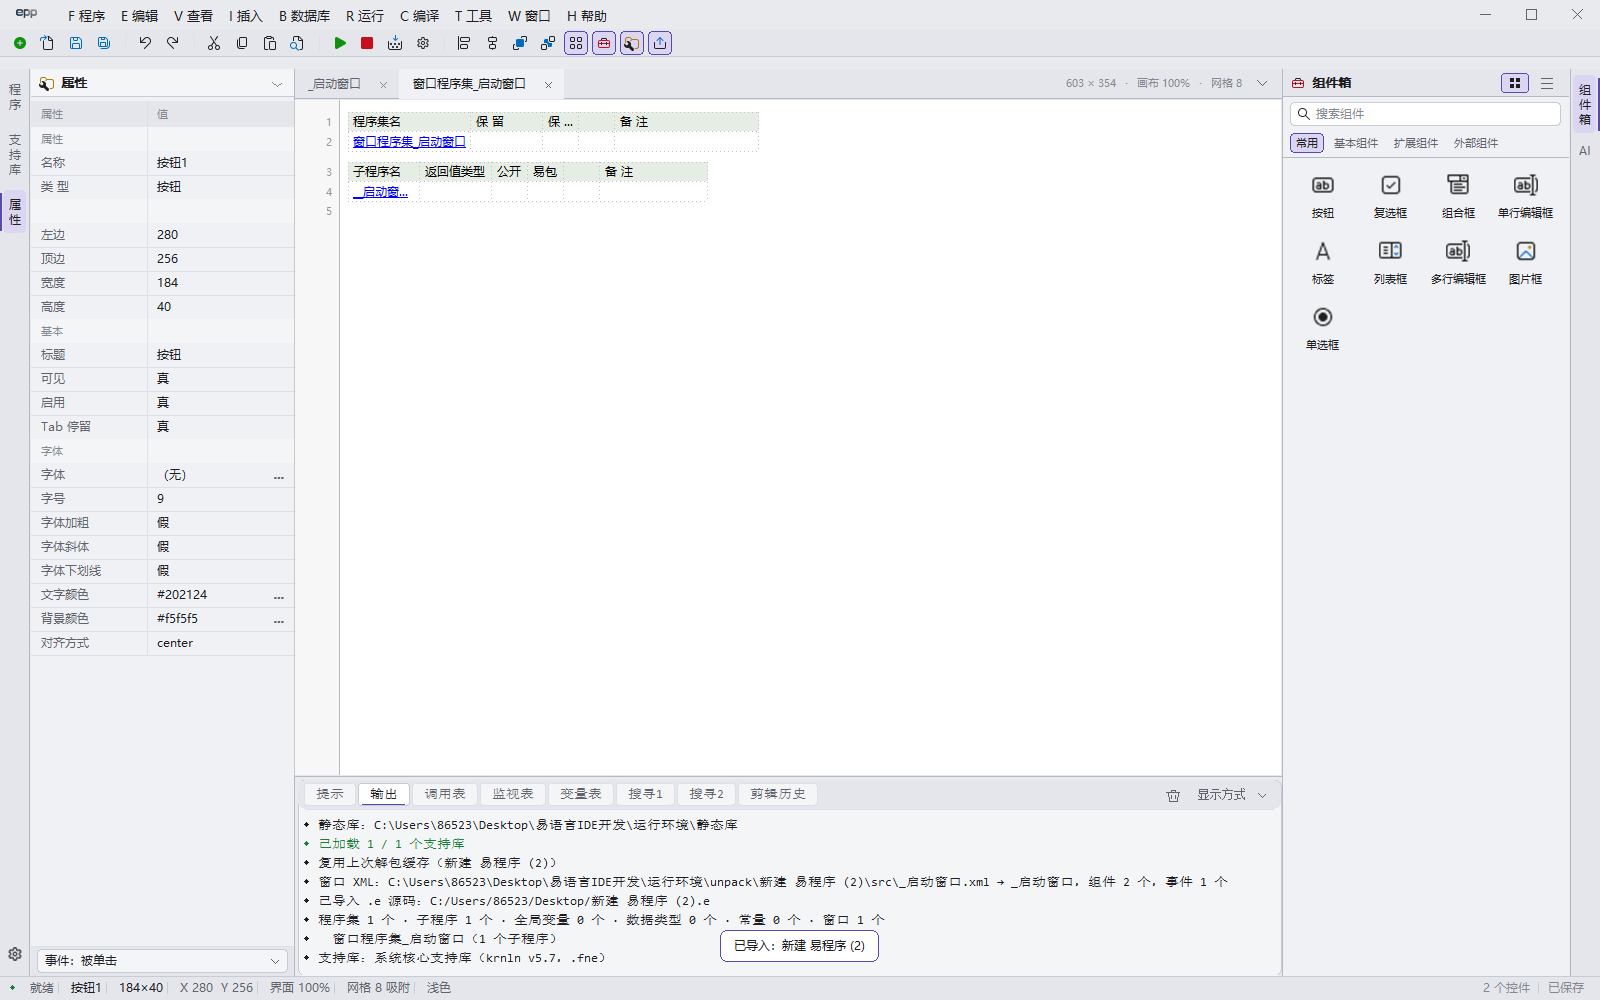 epp F 程序 E 编辑 V 查看 I 插入 B 数据库 R 运行 C 编译 T 工具 W 窗口 H 帮助
程序
支持库
属性
属性
属性 值
属性
名称 按钮1
类 型 按钮
左边 280
顶边 256
宽度 184
高度 40
基本
标题 按钮
可见 真
启用 真
Tab 停留 真
字体
字体 （无） ...
字号 9
字体加粗 假
字体斜体 假
字体下划线 假
文字颜色 #202124 ...
背景颜色 #f5f5f5 ...
对齐方式 center
事件: 被单击
_启动窗口 × 窗口程序集_启动窗口 ×
603 × 354 · 画布 100% · 网格 8
1 程序集名 保 留 保 ... 备 注
2 窗口程序集_启动窗口
3 子程序名 返回值类型 公开 易包 备 注
4 __启动窗...
5
提示 输出 调用表 监视表 变量表 搜寻1 搜寻2 剪辑历史 显示方式
静态库: C:\Users\86523\Desktop\易语言IDE开发\运行环境\静态库
已加载 1 / 1 个支持库
复用上次解包缓存（新建 易程序 (2)）
窗口 XML: C:\Users\86523\Desktop\易语言IDE开发\运行环境\unpack\新建 易程序 (2)\src\_启动窗口.xml → _启动窗口, 组件 2 个, 事件 1 个
已导入 .e 源码: C:/Users/86523/Desktop/新建 易程序 (2).e
程序集 1 个 · 子程序 1 个 · 全局变量 0 个 · 数据类型 0 个 · 常量 0 个 · 窗口 1 个
窗口程序集_启动窗口（1 个子程序）
支持库: 系统核心支持库（krnln v5.7, .fne）
已导入: 新建 易程序 (2)
组件箱
搜索组件
常用 基本组件 扩展组件 外部组件
ab 按钮
复选框
组合框
ab 单行编辑框
A 标签
列表框
ab 多行编辑框
图片框
单选框
组件箱
AI
就绪 按钮1 184×40 X 280 Y 256 界面 100% 网格 8 吸附 浅色 2 个控件 已保存